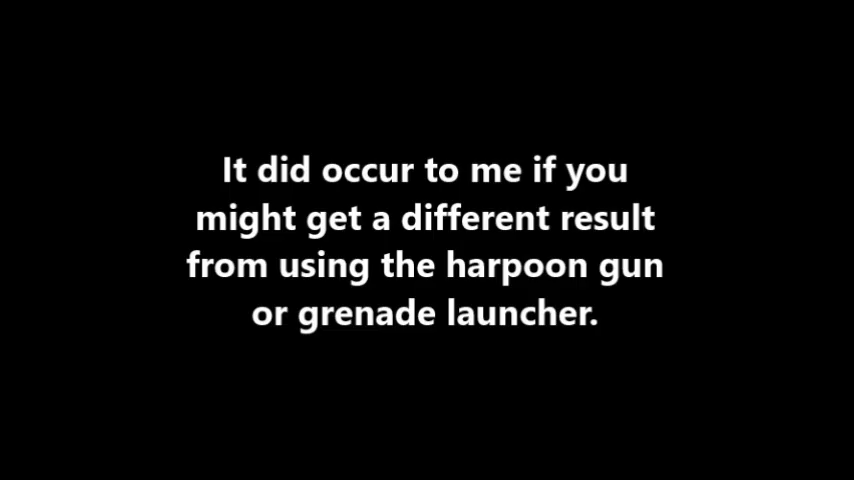 It did occur to me if you
might get a different result
from using the harpoon gun
or grenade launcher.